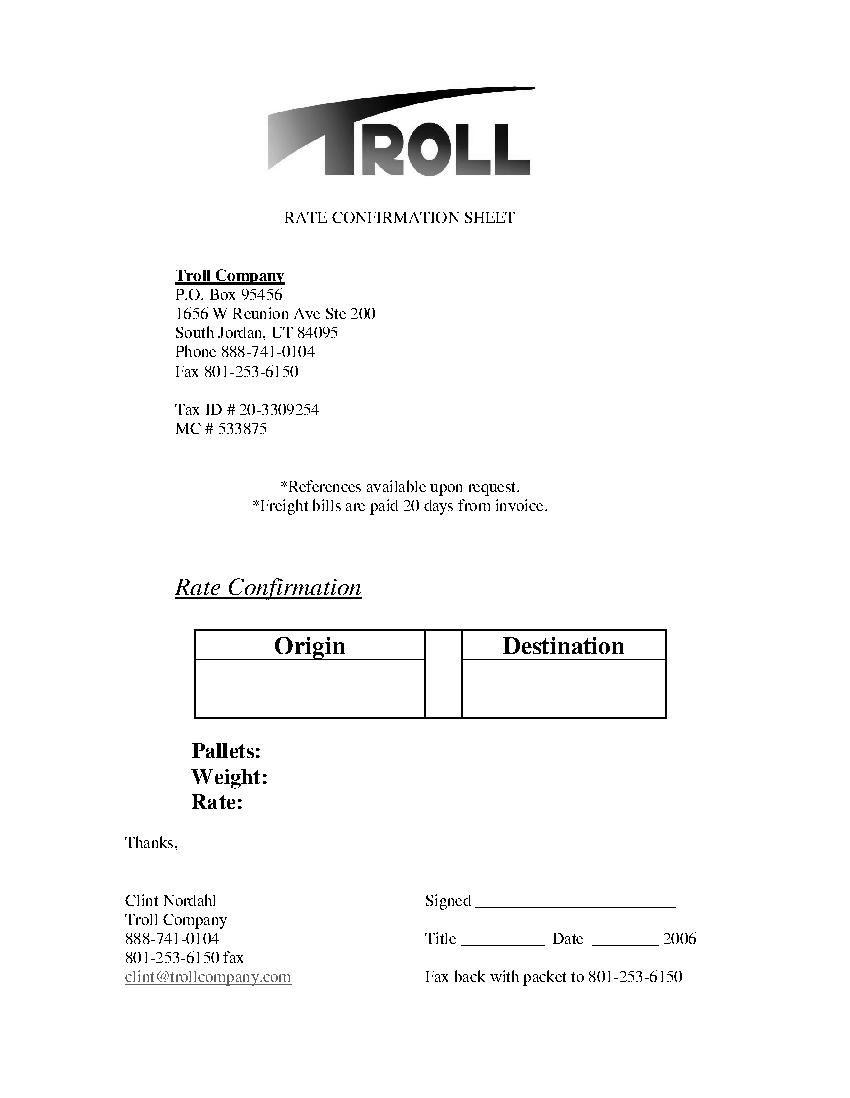 TROLL
RATE CONFIRMATION SHEET
Troll Company
P.O. Box 95456
1656 W Reunion Ave Ste 200
South Jordan, UT 84095
Phone 888-741-0104
Fax 801-253-6150
Tax ID # 20-3309254
MC # 533875
*References available upon request.
*Freight bills are paid 20 days from invoice.
Rate Confirmation
Origin Destination
Pallets:
Weight:
Rate:
Thanks,
Clint Nordahl
Troll Company
888-741-0104
801-253-6150 fax
clint@trollcompany.com
Signed ________________________
Title __________ Date ________ 2006
Fax back with packet to 801-253-6150